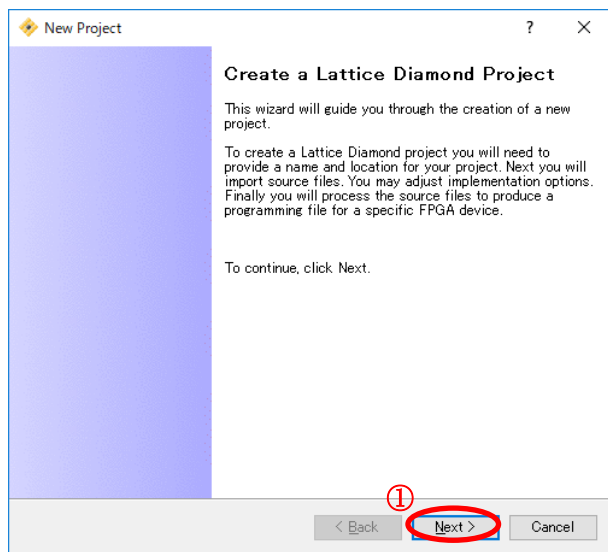 New Project
?
Create a Lattice Diamond Project
This wizard will guide you through the creation of a new
project.
To create a Lattice Diamond project you will need to
provide a name and location for your project. Next you will
import source files. You may adjust implementation options.
Finally you will process the source files to produce a
programming file for a specific FPGA device.
To continue, click Next.
①
< Back Next > Cancel